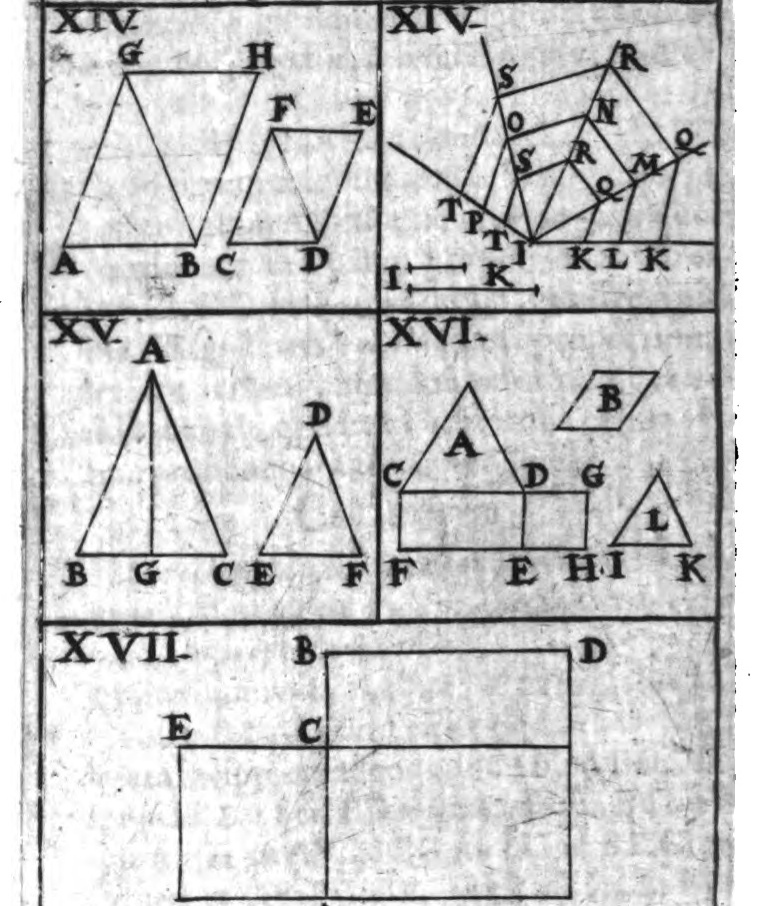 XIV.
G H
F E
A B C D
XIV.
S R
O N
S R Q
Q M
T P T I K L K
I K
XV.
A
D
B G C E F
XVI.
B
A
C D G
L
F E H I K
XVII.
B D
E C